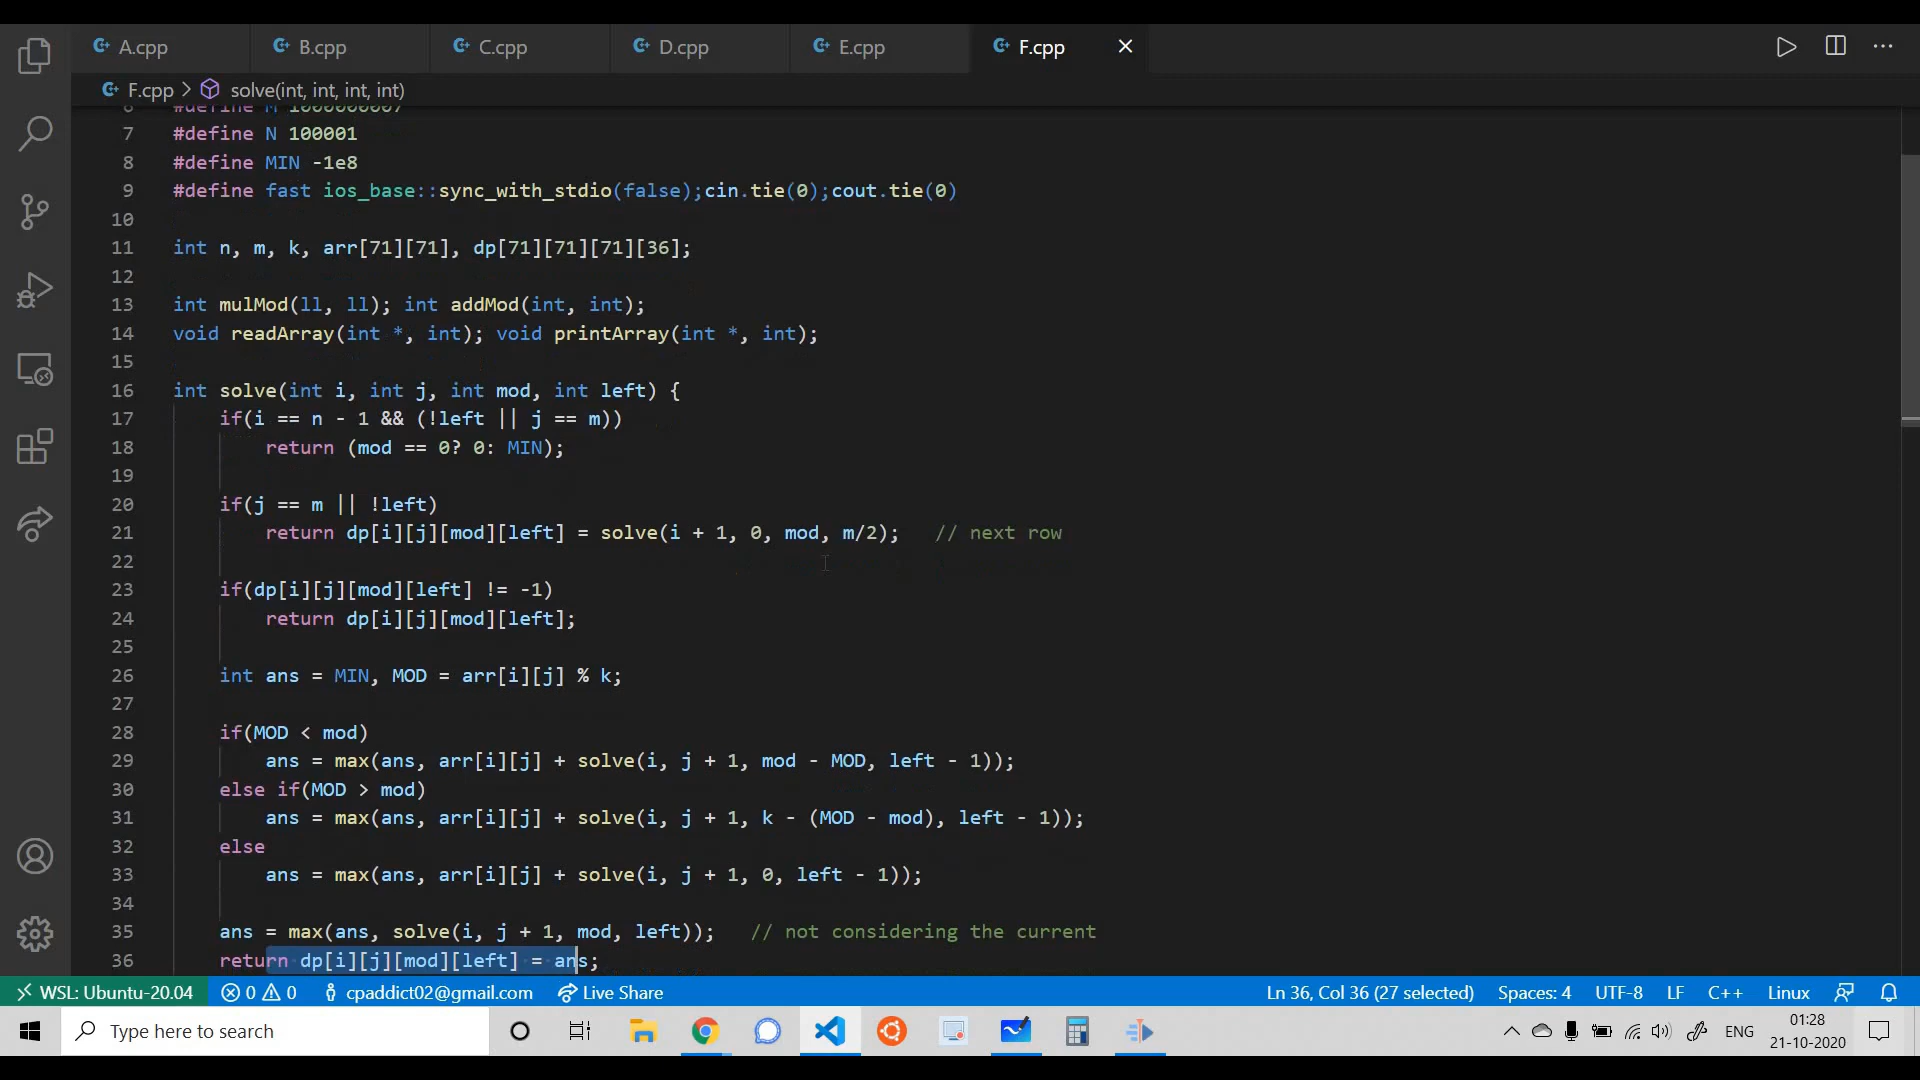 A.cpp
B.cpp
C.cpp
D.cpp
E.cpp
F.cpp
F.cpp > solve(int, int, int, int)
6 #define M 1000000007
7 #define N 100001
8 #define MIN -1e8
9 #define fast ios_base::sync_with_stdio(false);cin.tie(0);cout.tie(0)
10
11 int n, m, k, arr[71][71], dp[71][71][71][36];
12
13 int mulMod(ll, ll); int addMod(int, int);
14 void readArray(int *, int); void printArray(int *, int);
15
16 int solve(int i, int j, int mod, int left) {
17 if(i == n - 1 && (!left || j == m))
18 return (mod == 0? 0: MIN);
19
20 if(j == m || !left)
21 return dp[i][j][mod][left] = solve(i + 1, 0, mod, m/2); // next row
22
23 if(dp[i][j][mod][left] != -1)
24 return dp[i][j][mod][left];
25
26 int ans = MIN, MOD = arr[i][j] % k;
27
28 if(MOD < mod)
29 ans = max(ans, arr[i][j] + solve(i, j + 1, mod - MOD, left - 1));
30 else if(MOD > mod)
31 ans = max(ans, arr[i][j] + solve(i, j + 1, k - (MOD - mod), left - 1));
32 else
33 ans = max(ans, arr[i][j] + solve(i, j + 1, 0, left - 1));
34
35 ans = max(ans, solve(i, j + 1, mod, left)); // not considering the current
36 return dp[i][j][mod][left] = ans;
WSL: Ubuntu-20.04 0 0 cpaddict02@gmail.com Live Share Ln 36, Col 36 (27 selected) Spaces: 4 UTF-8 LF C++ Linux
Type here to search
ENG
01:28
21-10-2020